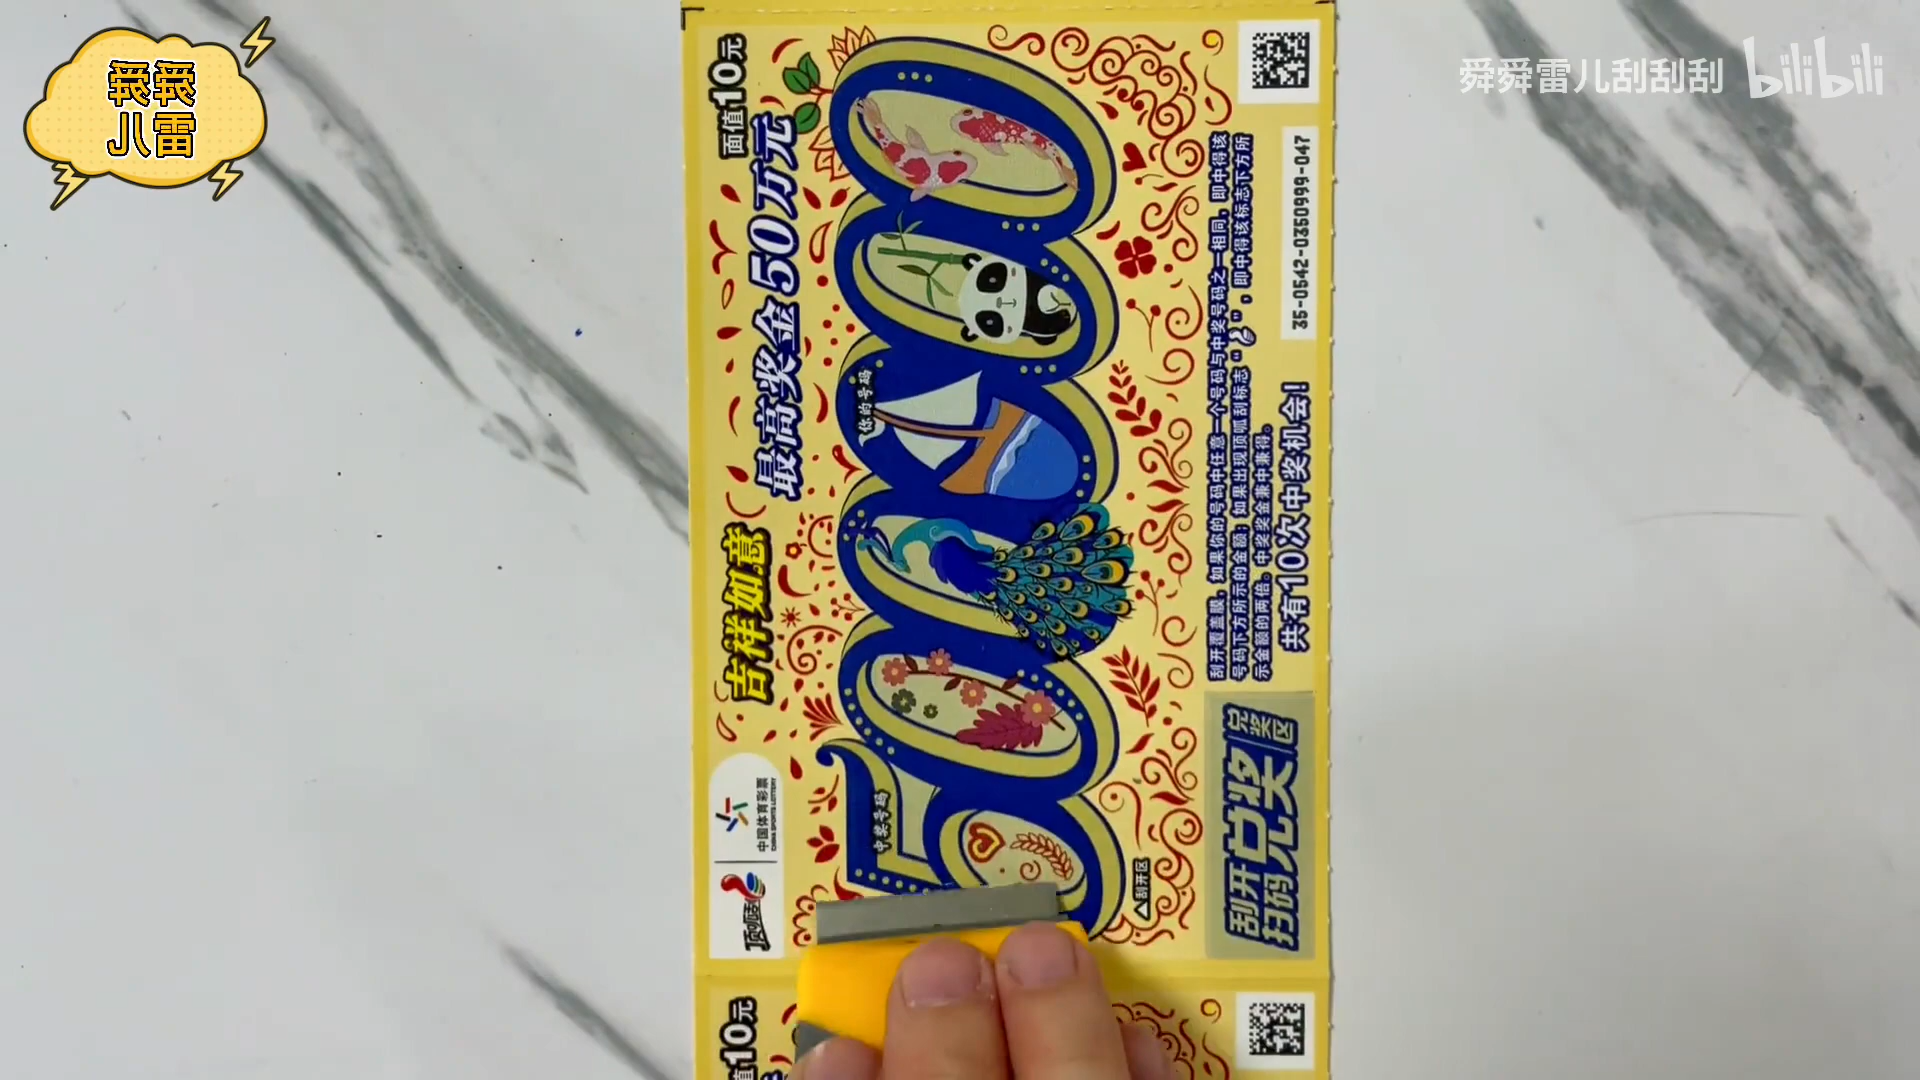 舜舜
雷儿
舜舜雷儿刮刮刮 bilibili
面值10元
最高奖金50万元
吉祥如意
中国体育彩票
CHINA SPORTS LOTTERY
顶呱刮
你的号码
中奖号码
刮开区
刮开覆盖膜,如果你的号码中任意一个号码与中奖号码之一相同,即中得该
号码下方所示的金额;如果出现顶呱刮标志“”,即中得该标志下方所
示金额的两倍。中奖奖金兼中兼得。
共有10次中奖机会!
35-0542-0350999-047
刮开兑奖
扫码
兑奖区
值10元